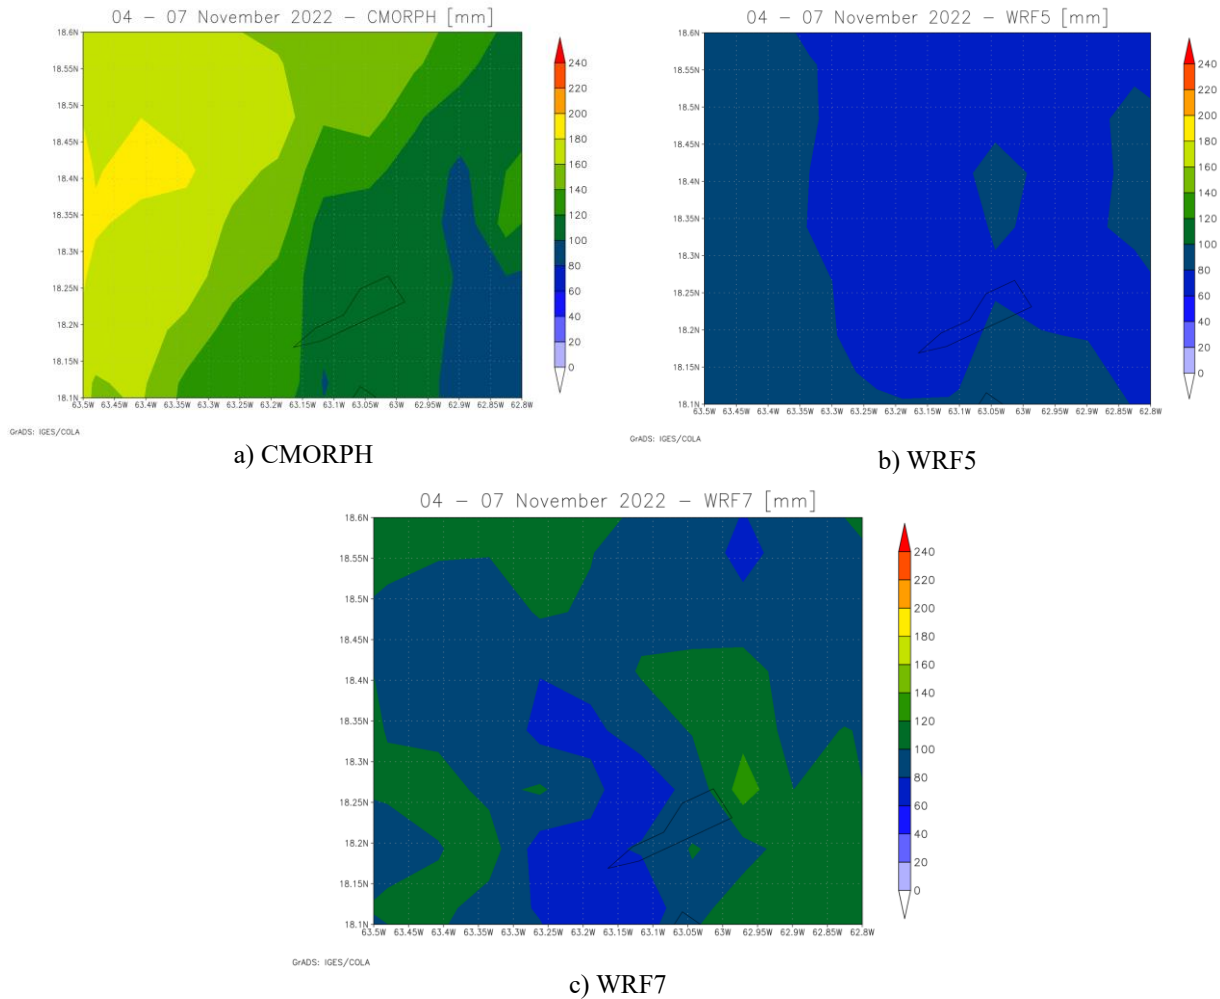 04 – 07 November 2022 – CMORPH [mm]
18.6N
18.55N
18.5N
18.45N
18.4N
18.35N
18.3N
18.25N
18.2N
18.15N
18.1N
63.5W 63.45W 63.4W 63.35W 63.3W 63.25W 63.2W 63.15W 63.1W 63.05W 63W 62.95W 62.9W 62.85W 62.8W
240
220
200
180
160
140
120
100
80
60
40
20
0
GrADS: IGES/COLA
a) CMORPH
04 – 07 November 2022 – WRF5 [mm]
18.6N
18.55N
18.5N
18.45N
18.4N
18.35N
18.3N
18.25N
18.2N
18.15N
18.1N
63.5W 63.45W 63.4W 63.35W 63.3W 63.25W 63.2W 63.15W 63.1W 63.05W 63W 62.95W 62.9W 62.85W 62.8W
240
220
200
180
160
140
120
100
80
60
40
20
0
GrADS: IGES/COLA
b) WRF5
04 – 07 November 2022 – WRF7 [mm]
18.6N
18.55N
18.5N
18.45N
18.4N
18.35N
18.3N
18.25N
18.2N
18.15N
18.1N
63.5W 63.45W 63.4W 63.35W 63.3W 63.25W 63.2W 63.15W 63.1W 63.05W 63W 62.95W 62.9W 62.85W 62.8W
240
220
200
180
160
140
120
100
80
60
40
20
0
GrADS: IGES/COLA
c) WRF7